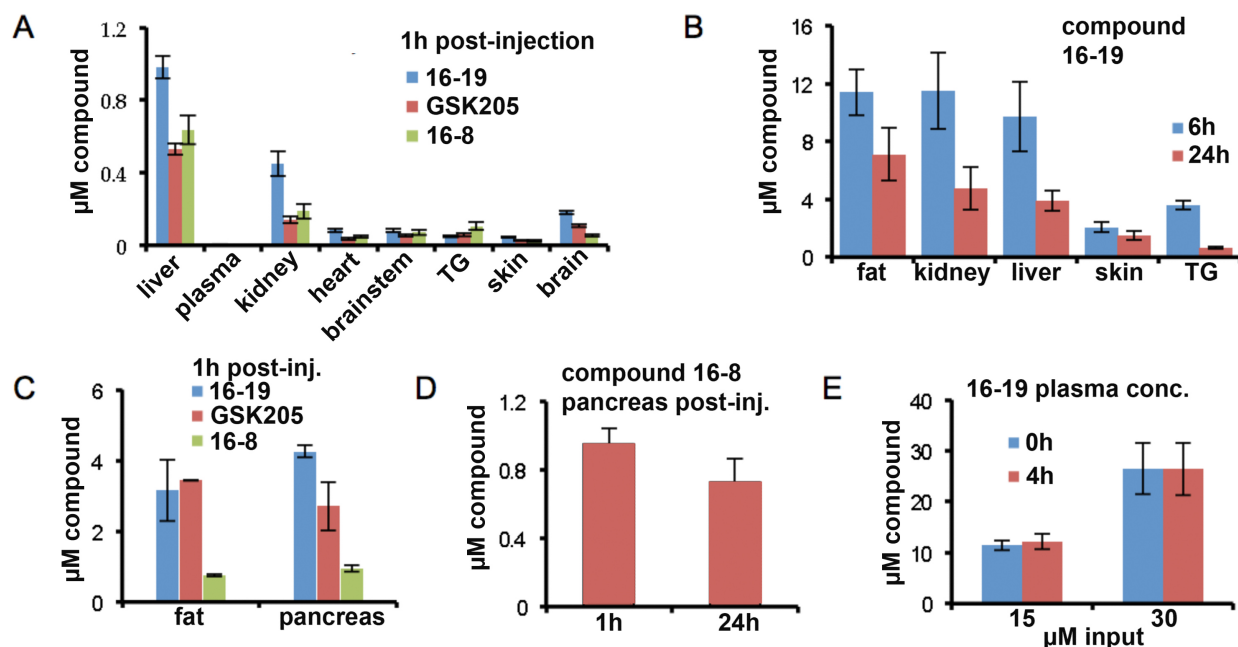 A
µM compound
1.2
0.8
0.4
0
1h post-injection
16-19
GSK205
16-8
liver
plasma
kidney
heart
brainstem
TG
skin
brain
B
µM compound
16
12
8
4
0
compound
16-19
6h
24h
fat kidney liver skin TG
C
µM compound
6
4
2
0
1h post-inj.
16-19
GSK205
16-8
fat pancreas
D
compound 16-8
pancreas post-inj.
µM compound
1.2
0.8
0.4
0
1h 24h
E
16-19 plasma conc.
µM compound
40
30
20
10
0
0h
4h
15 30
µM input